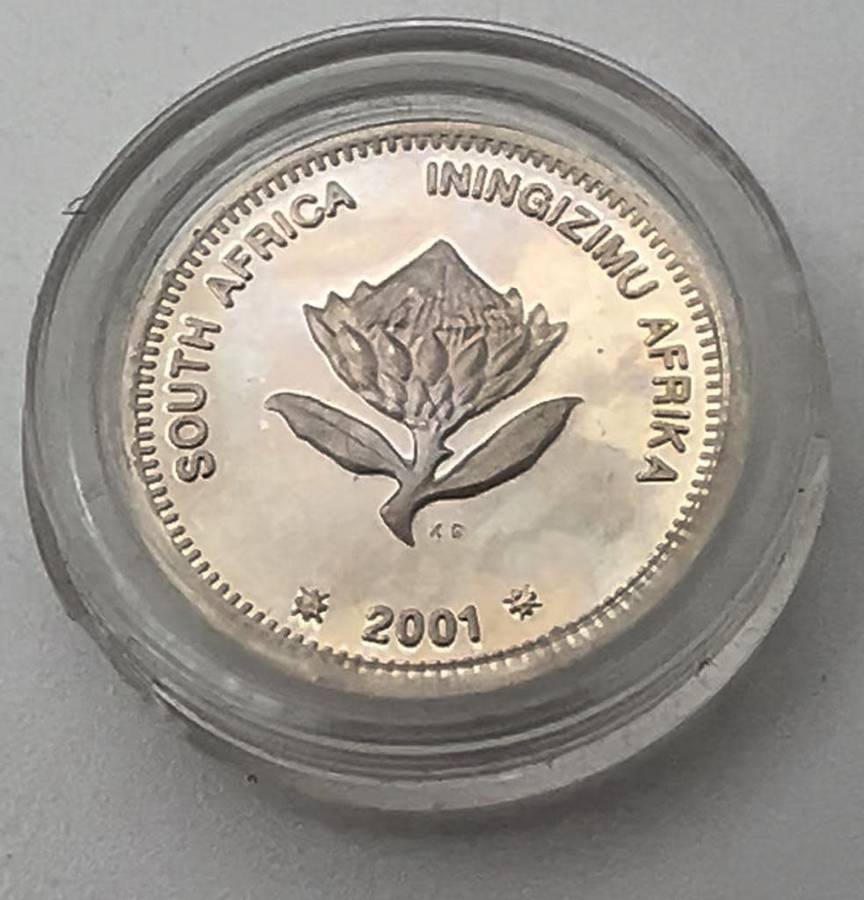 SOUTH AFRICA
ININGIZIMU AFRIKA
K D
2001